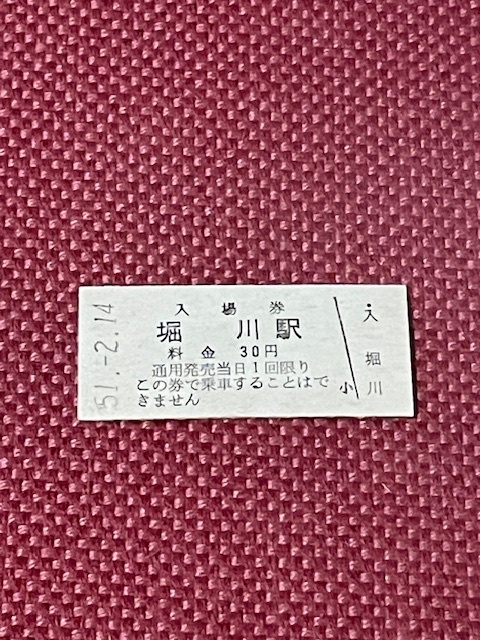 51.-2.14
入場券
堀川駅
料金 30円
通用発売当日1回限り
この券で乗車することはで
きません
小
入
堀川